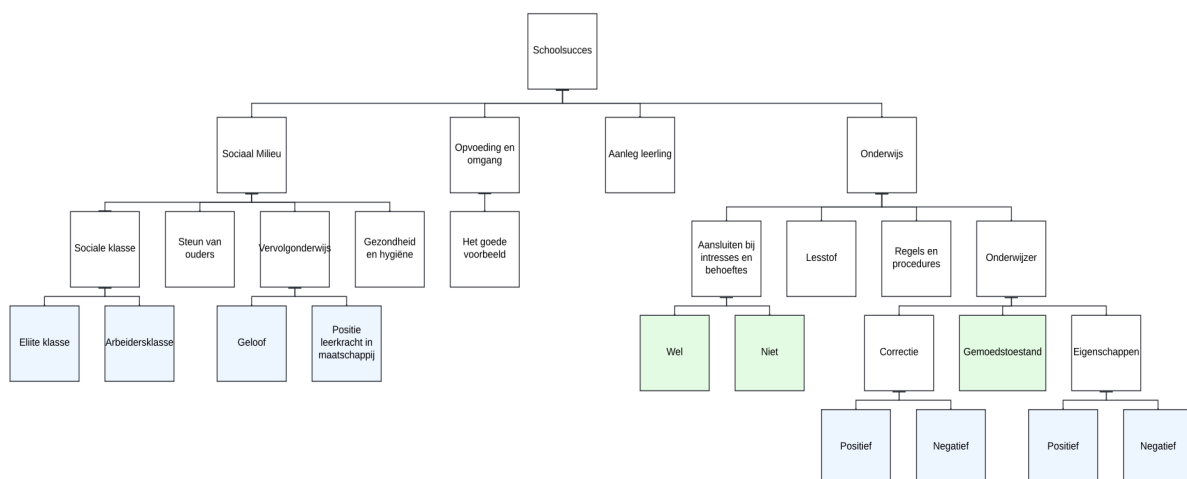 Schoolsucces
Sociaal Milieu
Opvoeding en
omgang
Aanleg leerling
Onderwijs
Sociale klasse
Steun van
ouders
Vervolgonderwijs
Gezondheid
en hygiëne
Het goede
voorbeeld
Aansluiten bij
intresses en
behoeftes
Lesstof
Regels en
procedures
Onderwijzer
Eliite klasse
Arbeidersklasse
Geloof
Positie
leerkracht in
maatschappij
Wel
Niet
Correctie
Gemoedstoestand
Eigenschappen
Positief
Negatief
Positief
Negatief